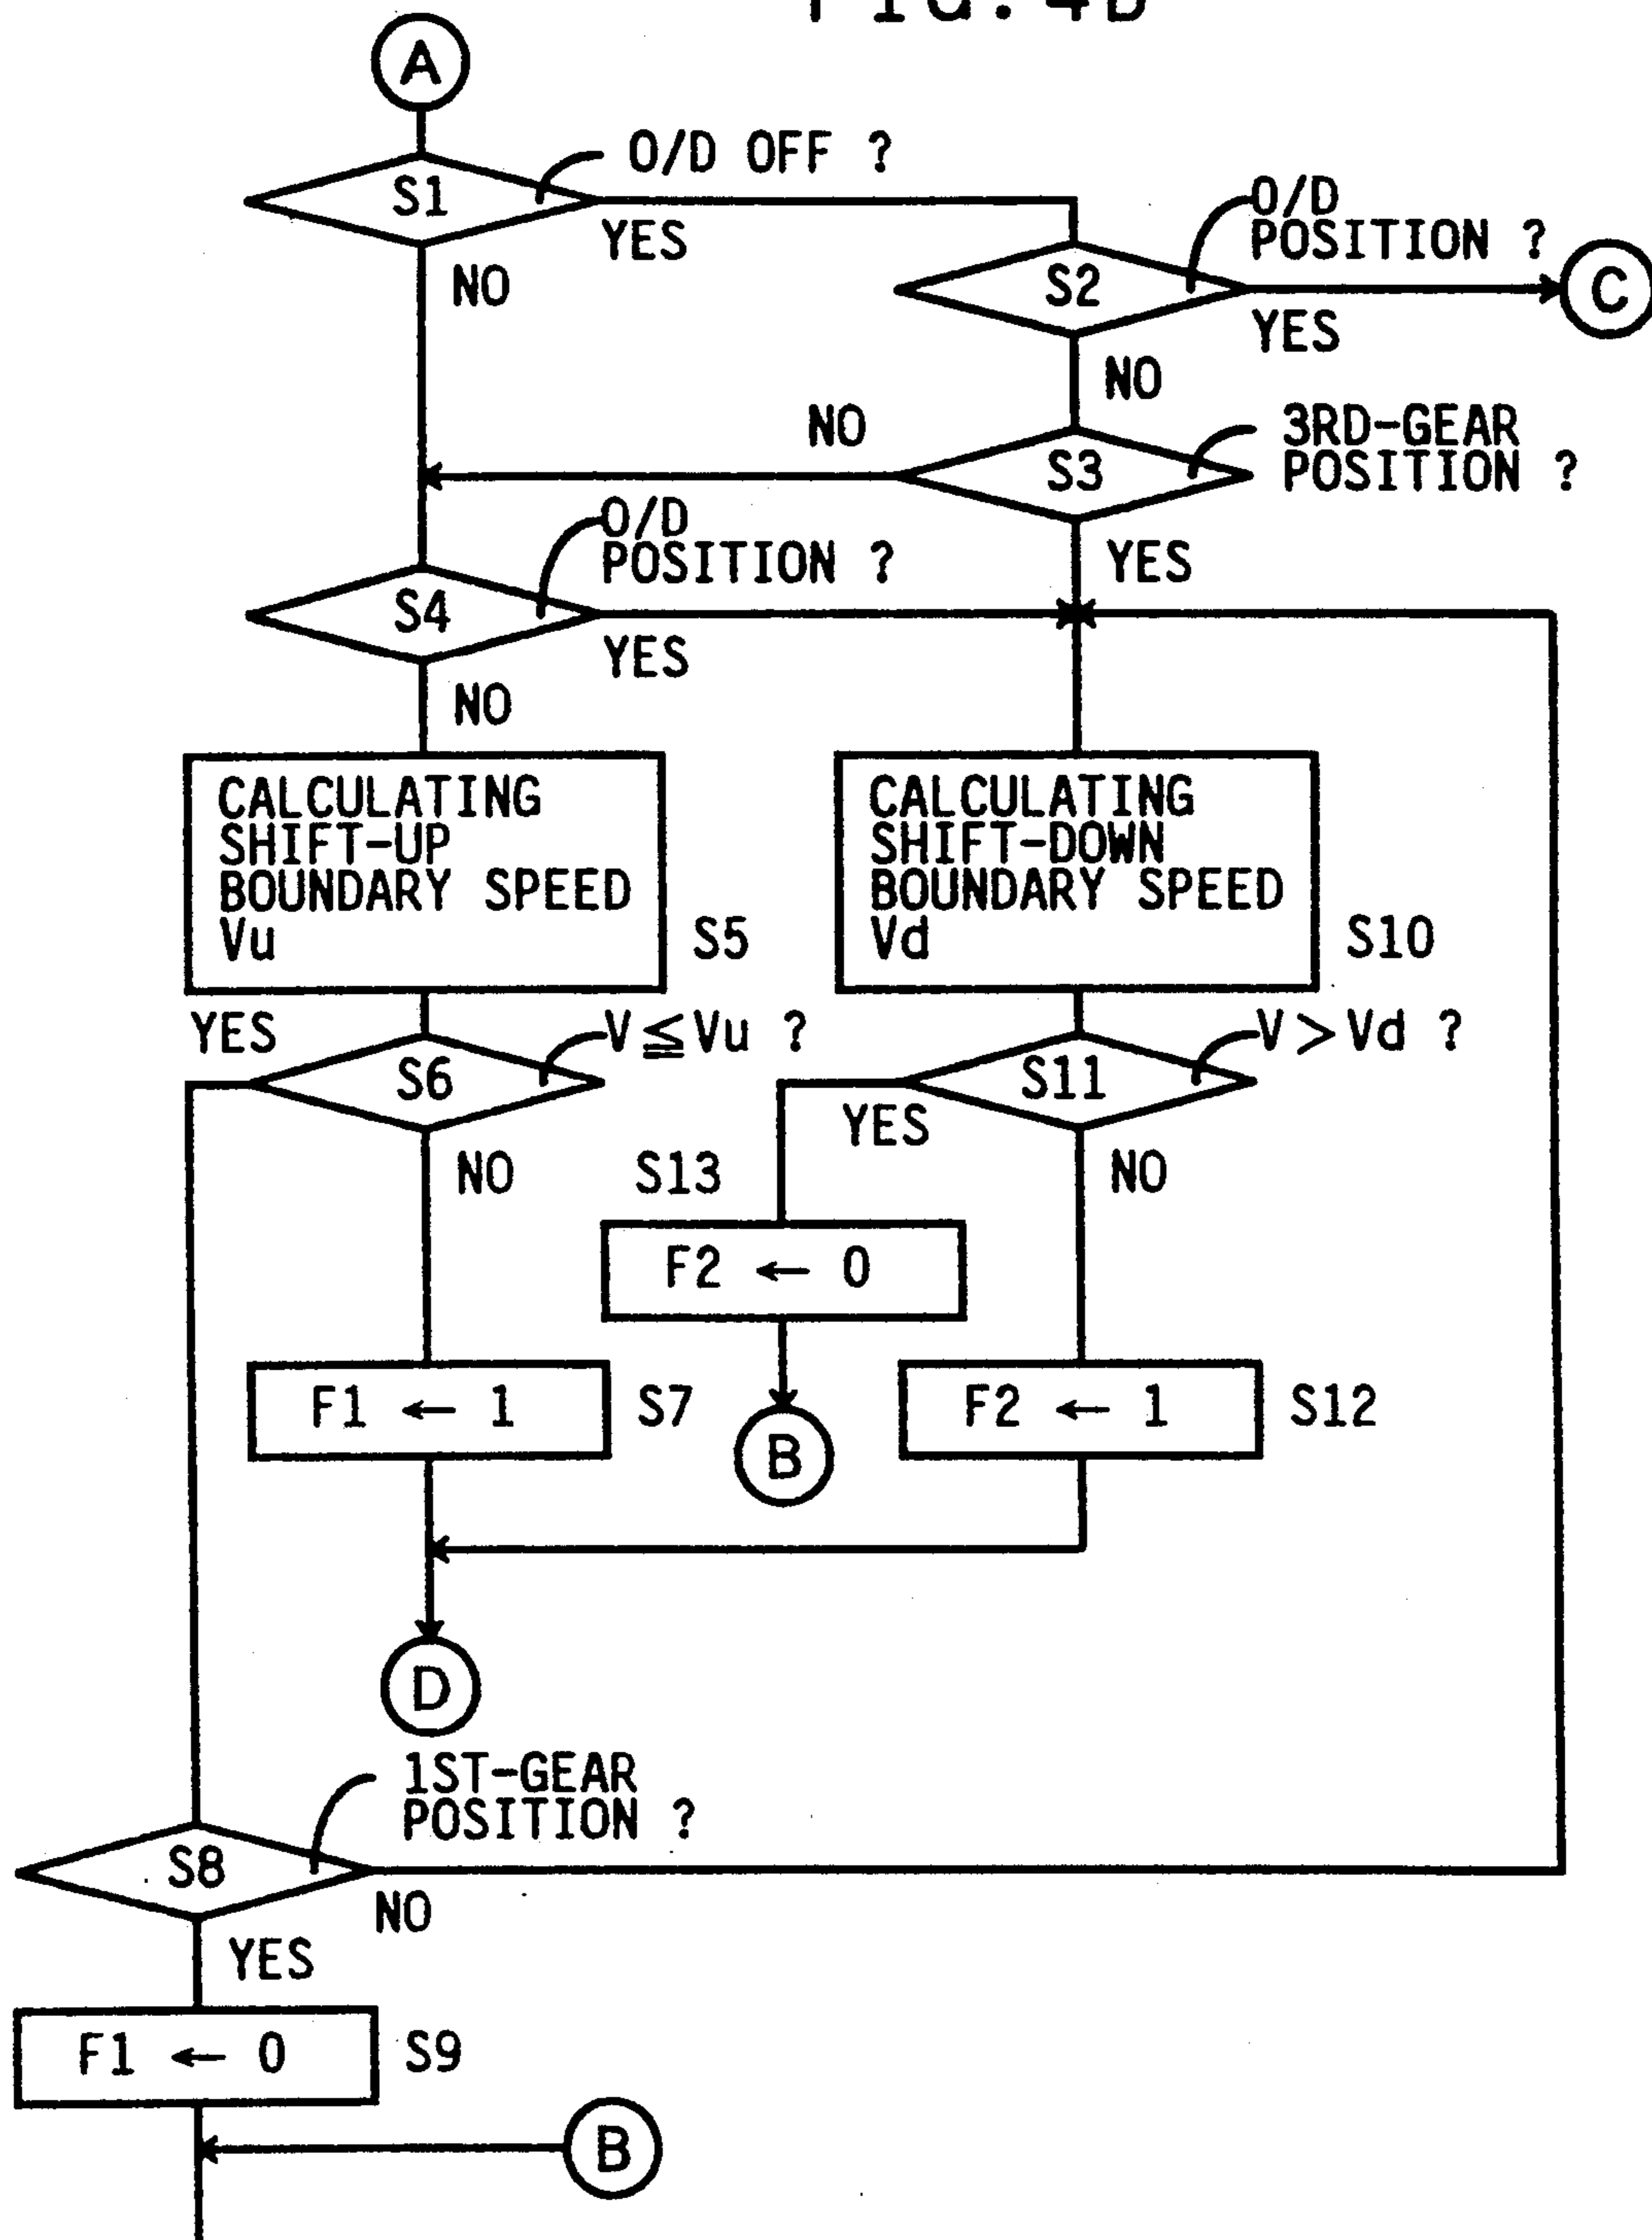 A
O/D OFF ?
S1
YES
NO
O/D
POSITION ?
S2
C
YES
NO
NO
3RD-GEAR
POSITION ?
S3
YES
O/D
POSITION ?
S4
YES
NO
CALCULATING
SHIFT-UP
BOUNDARY SPEED
Vu
S5
CALCULATING
SHIFT-DOWN
BOUNDARY SPEED
Vd
S10
YES
V≦Vu ?
S6
NO
V>Vd ?
S11
YES
NO
S13
F2 ← 0
F1 ← 1
S7
B
F2 ← 1
S12
D
1ST-GEAR
POSITION ?
S8
NO
YES
F1 ← 0
S9
B